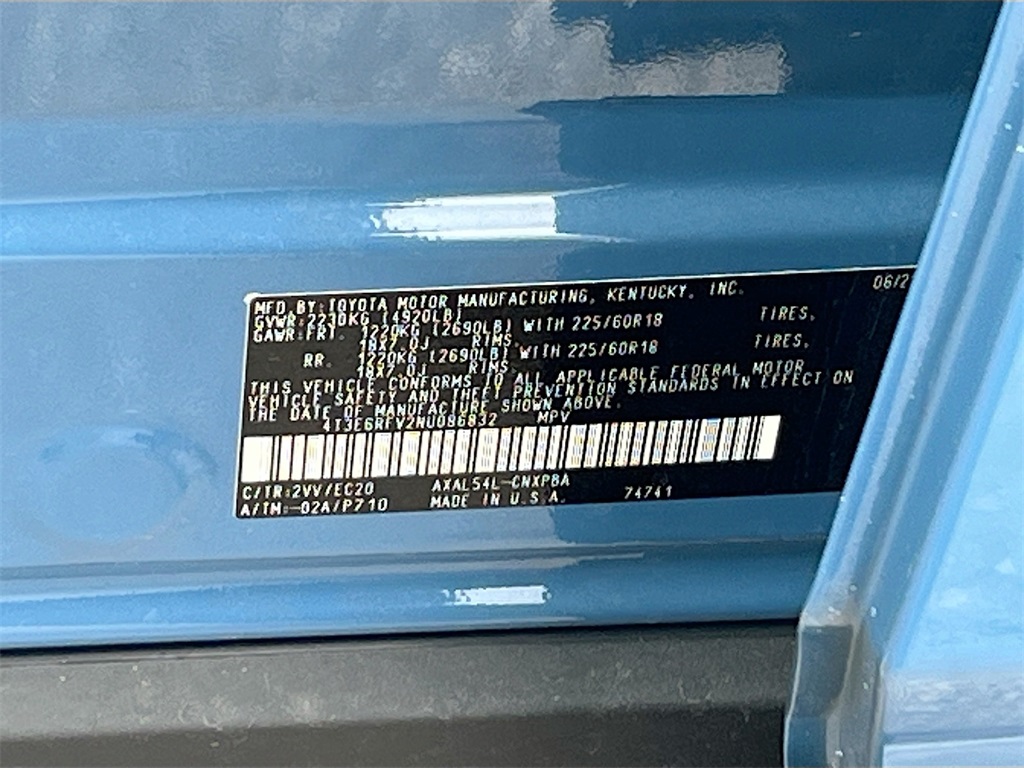 MFD BY: TOYOTA MOTOR MANUFACTURING, KENTUCKY, INC. 06/21
GVWR: 2230KG (4920LB)
GAWR: FRT. 1220KG (2690LB) WITH 225/60R18 TIRES,
18X7.0J RIMS.
RR. 1220KG (2690LB) WITH 225/60R18 TIRES,
18X7.0J RIMS
THIS VEHICLE CONFORMS TO ALL APPLICABLE FEDERAL MOTOR
VEHICLE SAFETY AND THEFT PREVENTION STANDARDS IN EFFECT ON
THE DATE OF MANUFACTURE SHOWN ABOVE.
4T3E6RFV2NU086832 MPV
C/TR: 2VV/EC20 AXAL54L-CNXPBA
A/TM: -02A/P710 MADE IN U.S.A. 74741